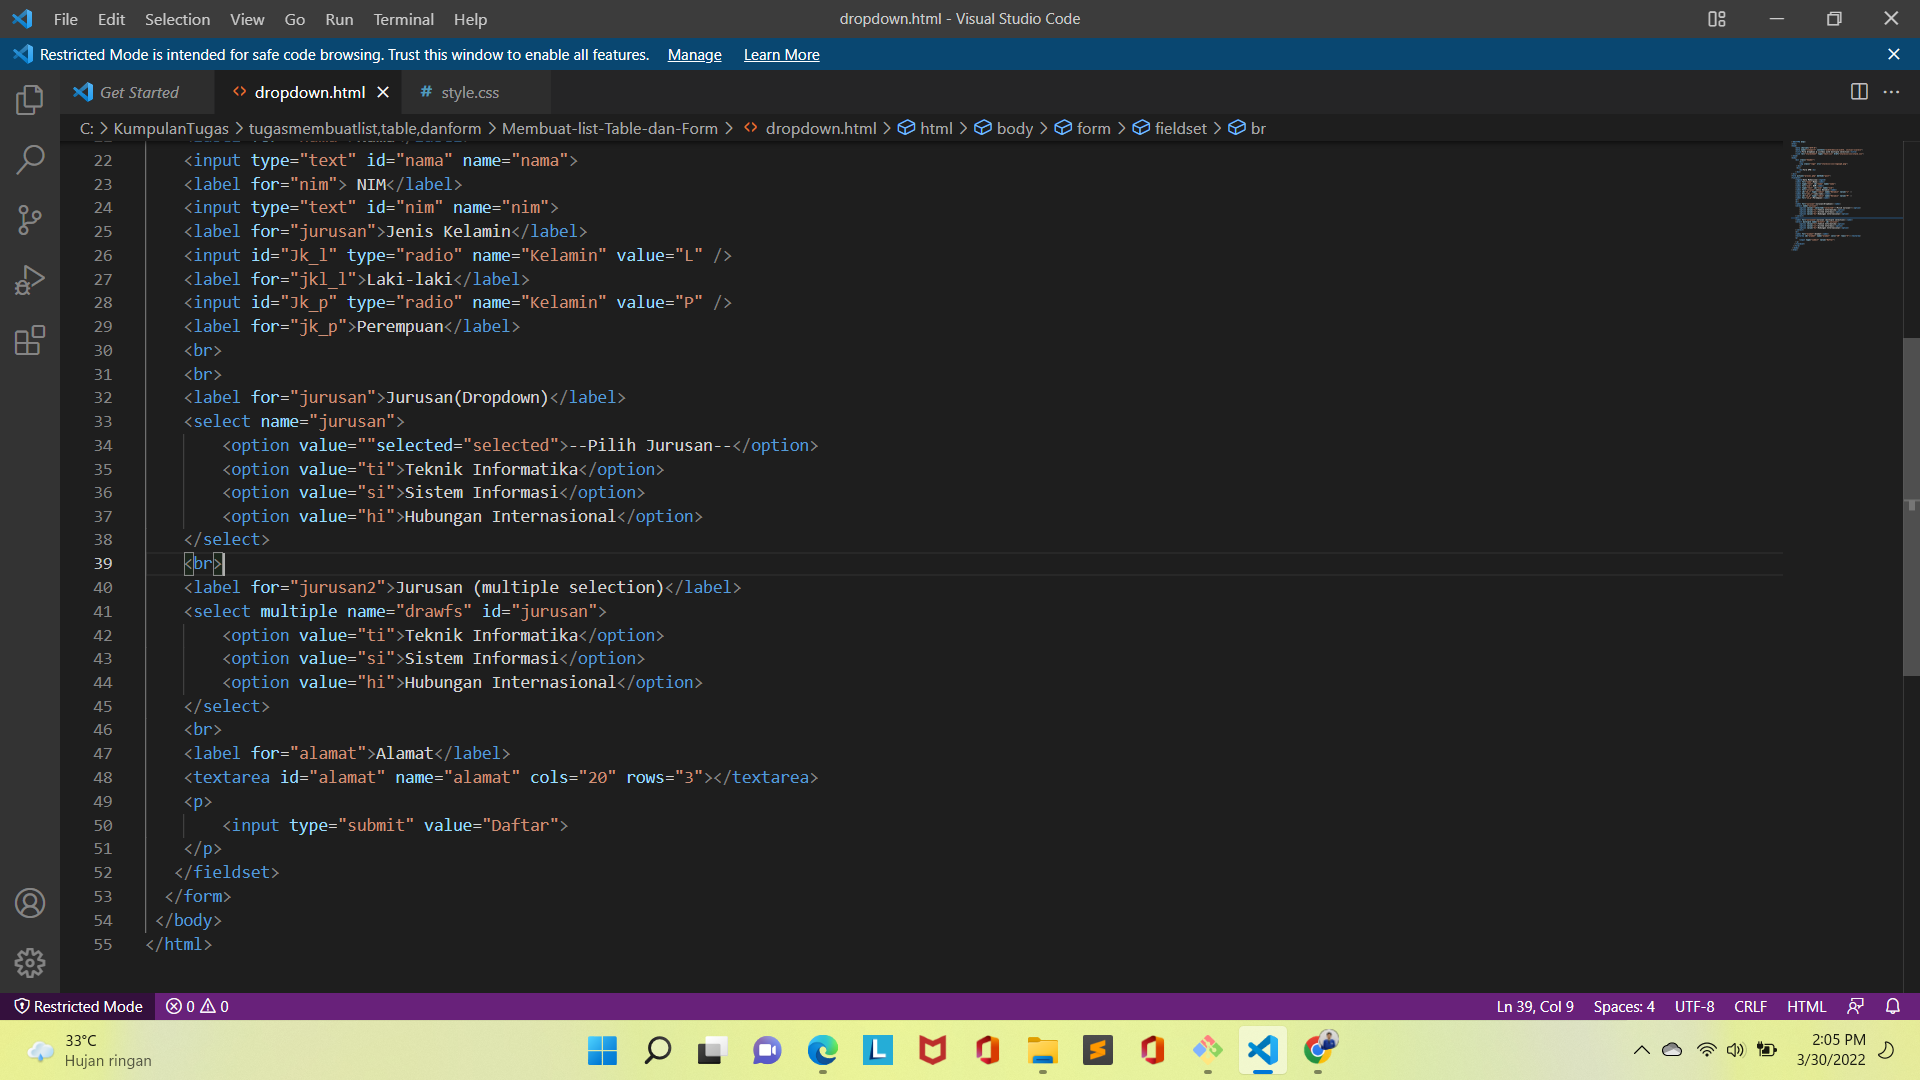 File Edit Selection View Go Run Terminal Help
dropdown.html - Visual Studio Code
Restricted Mode is intended for safe code browsing. Trust this window to enable all features. Manage Learn More
Get Started
dropdown.html
# style.css
C: > KumpulanTugas > tugasmembuatlist,table,danform > Membuat-list-Table-dan-Form > dropdown.html > html > body > form > fieldset > br
22 <input type="text" id="nama" name="nama">
23 <label for="nim"> NIM</label>
24 <input type="text" id="nim" name="nim">
25 <label for="jurusan">Jenis Kelamin</label>
26 <input id="Jk_l" type="radio" name="Kelamin" value="L" />
27 <label for="jkl_l">Laki-laki</label>
28 <input id="Jk_p" type="radio" name="Kelamin" value="P" />
29 <label for="jk_p">Perempuan</label>
30 <br>
31 <br>
32 <label for="jurusan">Jurusan(Dropdown)</label>
33 <select name="jurusan">
34 <option value=""selected="selected">--Pilih Jurusan--</option>
35 <option value="ti">Teknik Informatika</option>
36 <option value="si">Sistem Informasi</option>
37 <option value="hi">Hubungan Internasional</option>
38 </select>
39 <br>
40 <label for="jurusan2">Jurusan (multiple selection)</label>
41 <select multiple name="drawfs" id="jurusan">
42 <option value="ti">Teknik Informatika</option>
43 <option value="si">Sistem Informasi</option>
44 <option value="hi">Hubungan Internasional</option>
45 </select>
46 <br>
47 <label for="alamat">Alamat</label>
48 <textarea id="alamat" name="alamat" cols="20" rows="3"></textarea>
49 <p>
50 <input type="submit" value="Daftar">
51 </p>
52 </fieldset>
53 </form>
54 </body>
55 </html>
Restricted Mode 0 0
Ln 39, Col 9 Spaces: 4 UTF-8 CRLF HTML
33°C
Hujan ringan
2:05 PM
3/30/2022